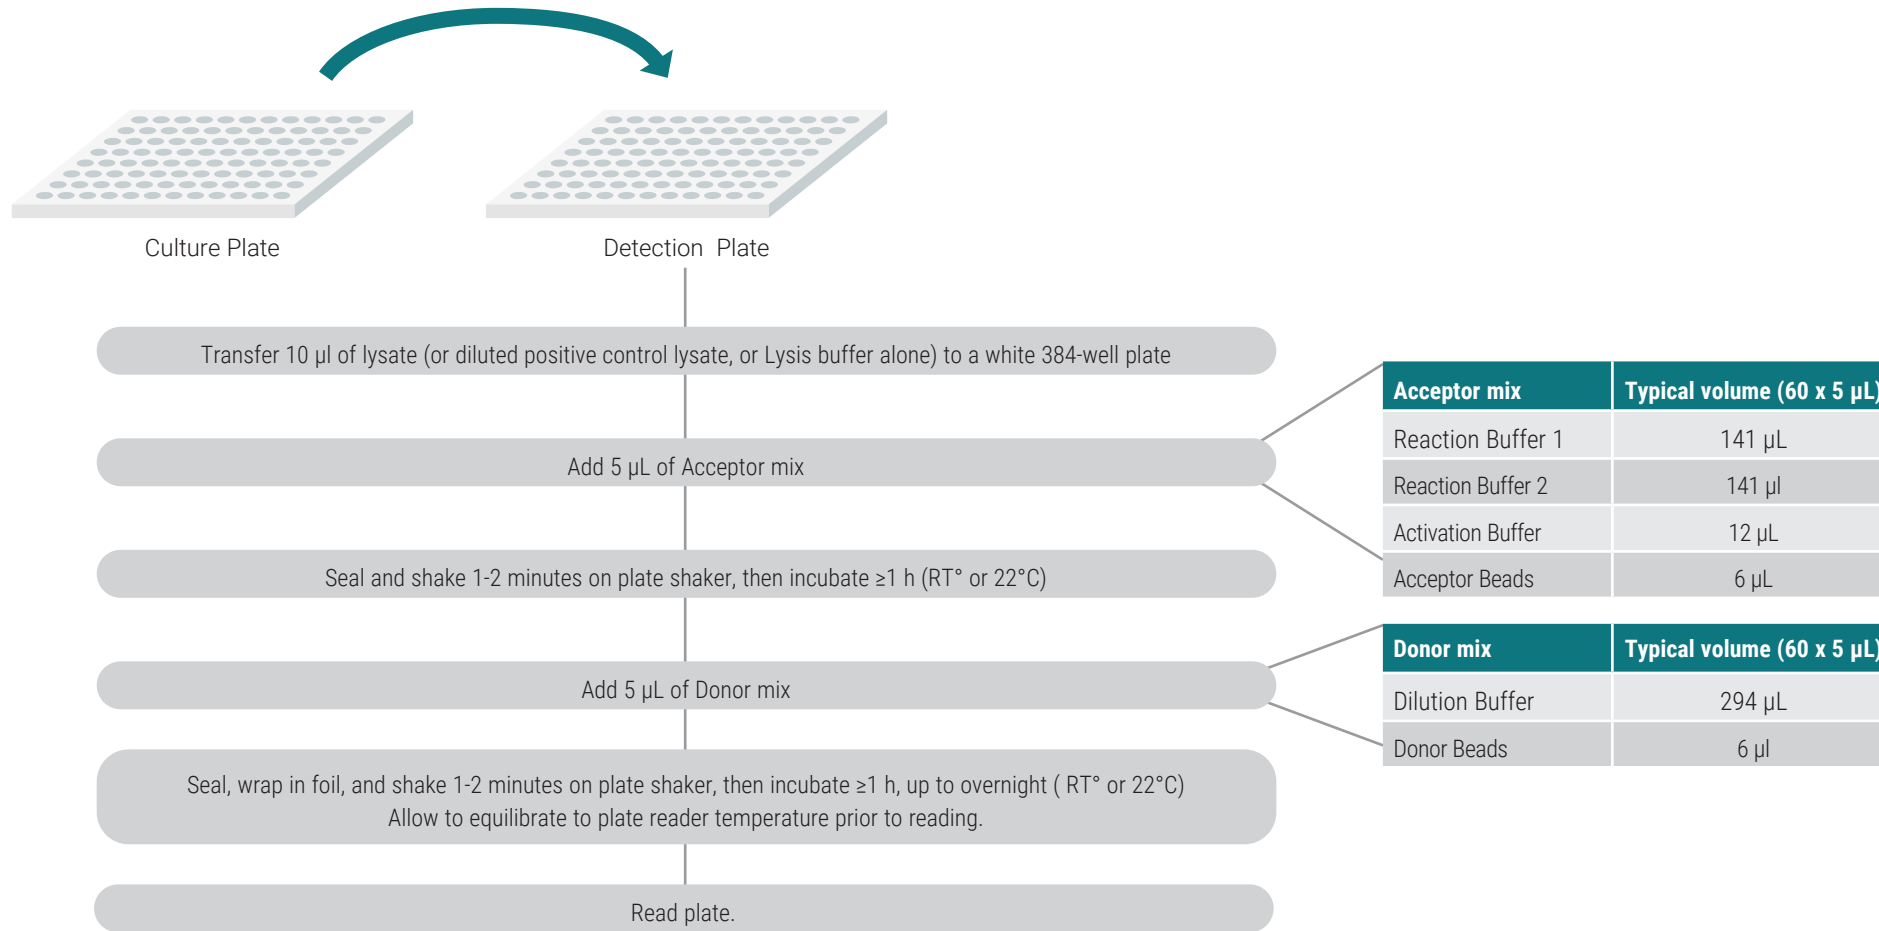 Culture Plate
Detection Plate
Transfer 10 µl of lysate (or diluted positive control lysate, or Lysis buffer alone) to a white 384-well plate
Add 5 µL of Acceptor mix
Seal and shake 1-2 minutes on plate shaker, then incubate ≥1 h (RT° or 22°C)
Add 5 µL of Donor mix
Seal, wrap in foil, and shake 1-2 minutes on plate shaker, then incubate ≥1 h, up to overnight ( RT° or 22°C)
Allow to equilibrate to plate reader temperature prior to reading.
Read plate.
Acceptor mix Typical volume (60 x 5 µL)
Reaction Buffer 1 141 µL
Reaction Buffer 2 141 µl
Activation Buffer 12 µL
Acceptor Beads 6 µL
Donor mix Typical volume (60 x 5 µL)
Dilution Buffer 294 µL
Donor Beads 6 µl